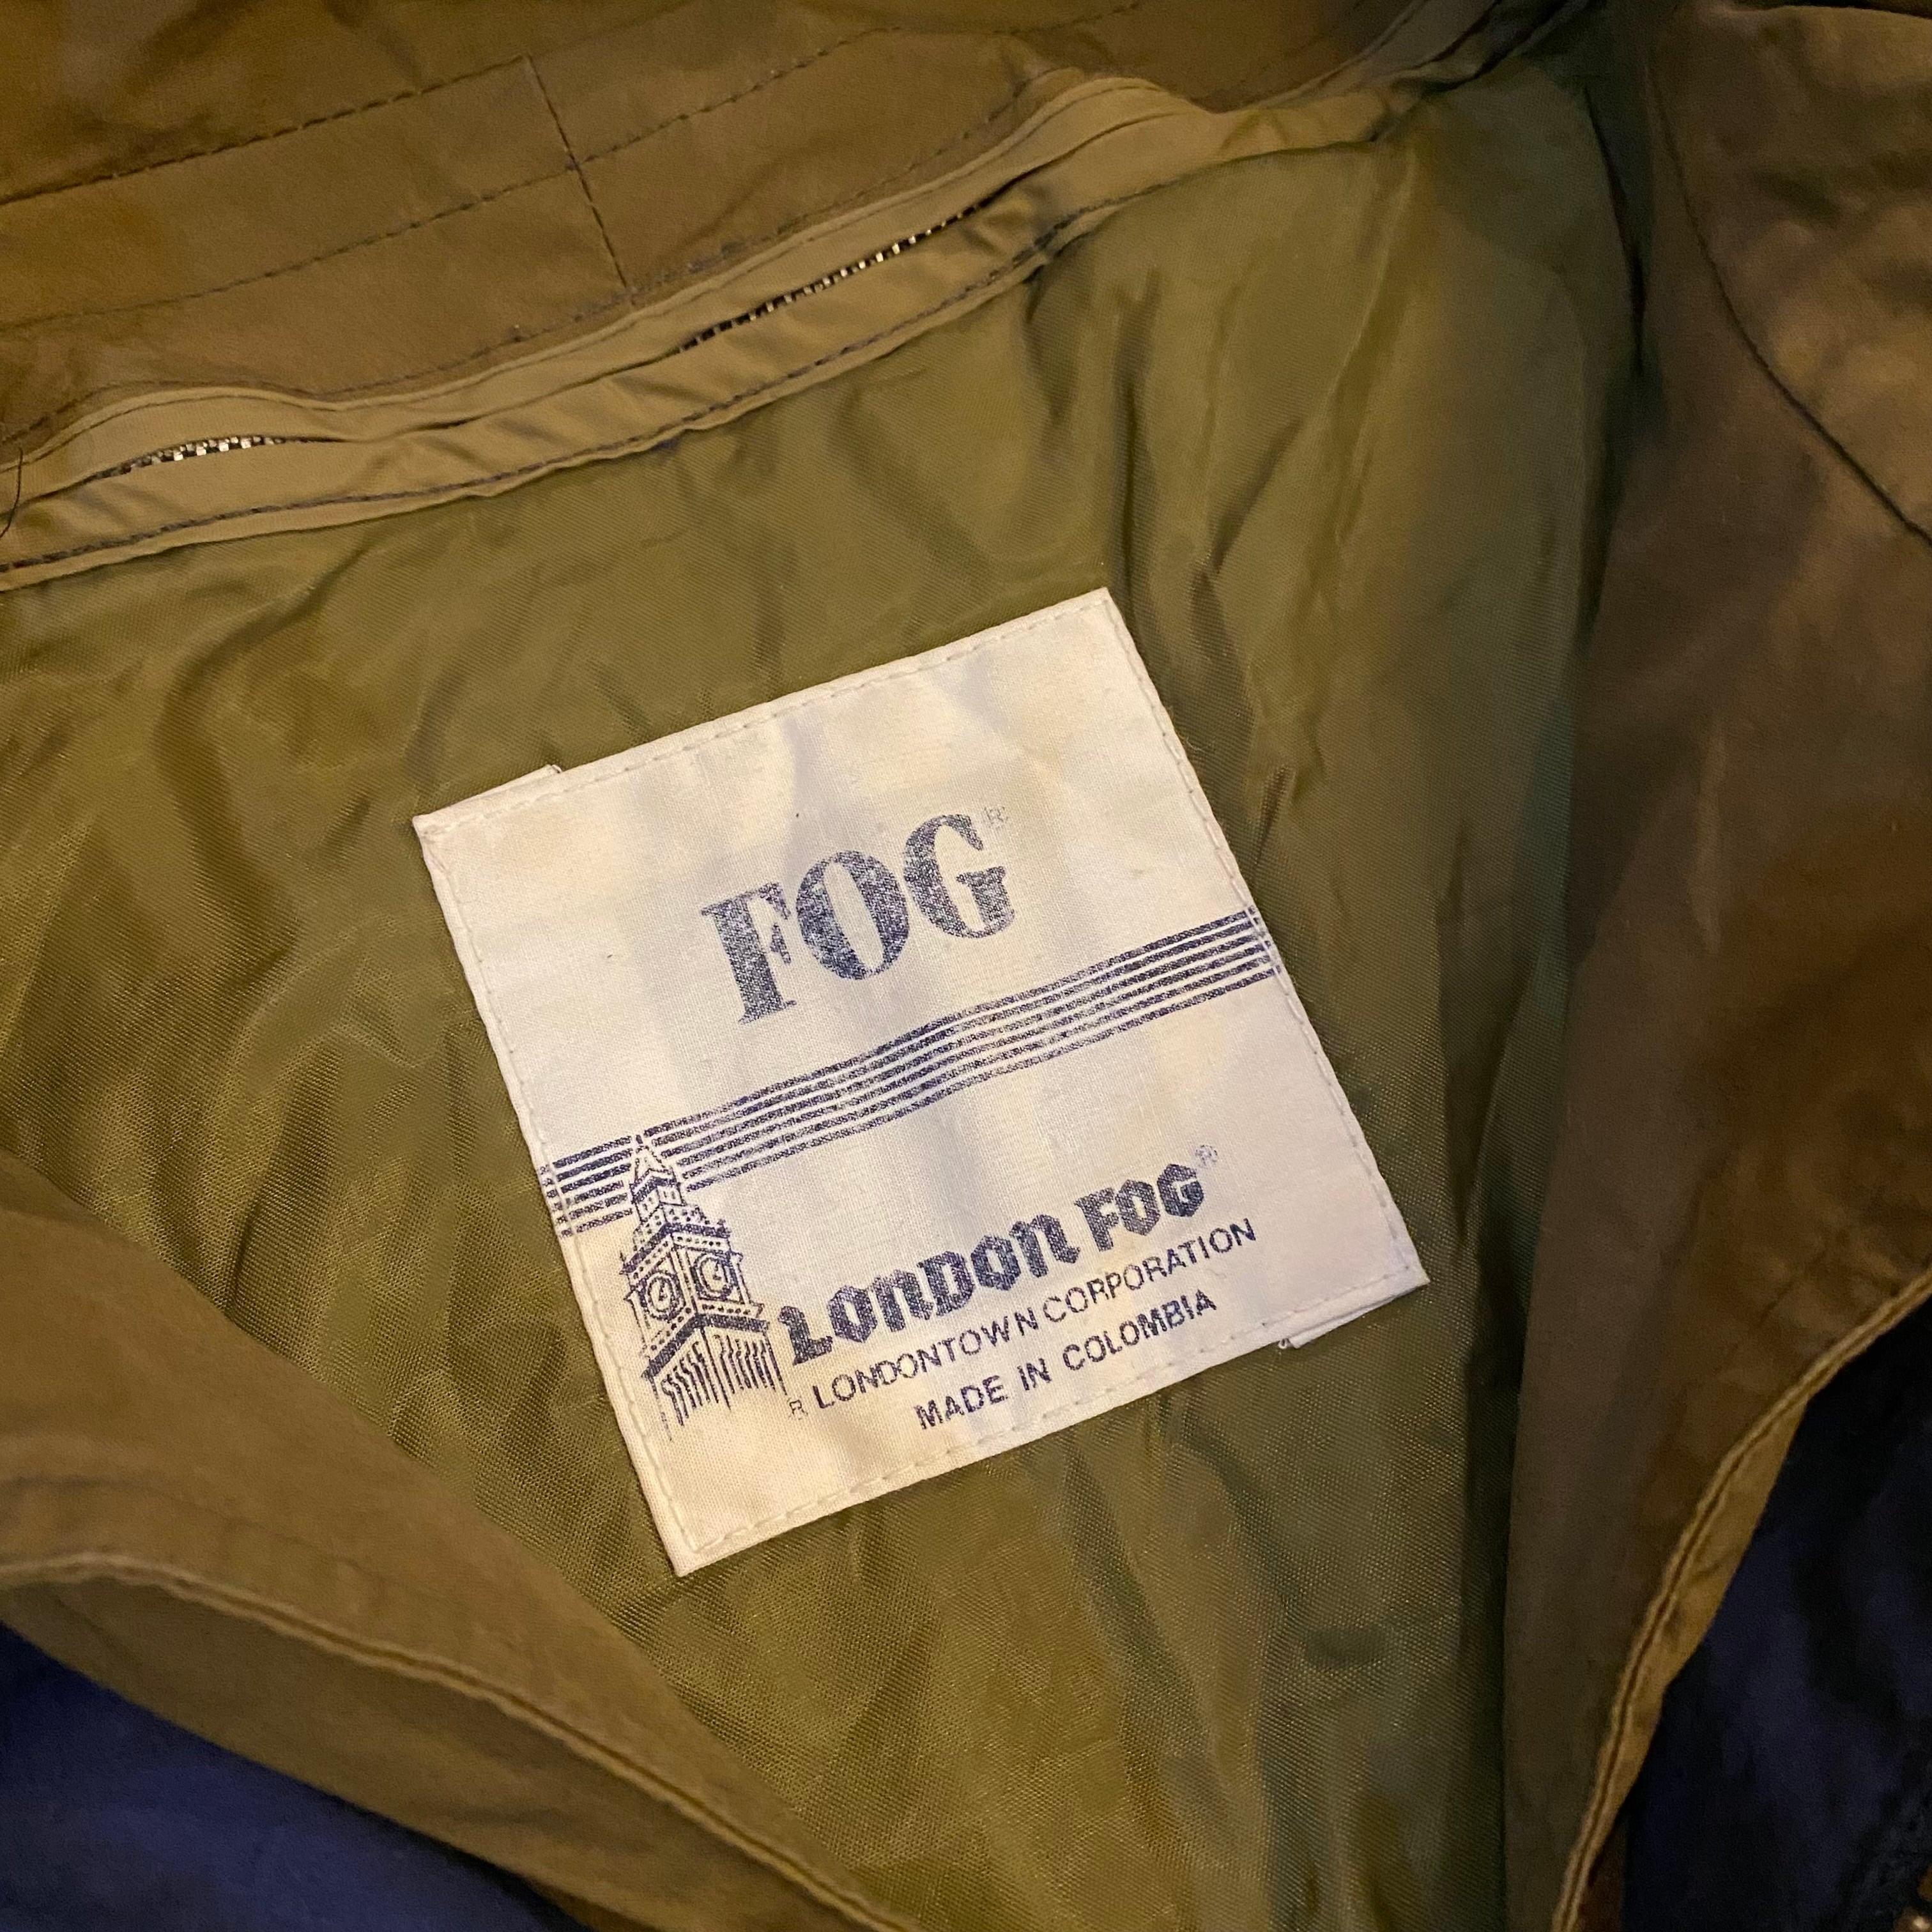 FOG®
LONDON FOG®
® LONDONTOWN CORPORATION
MADE IN COLOMBIA